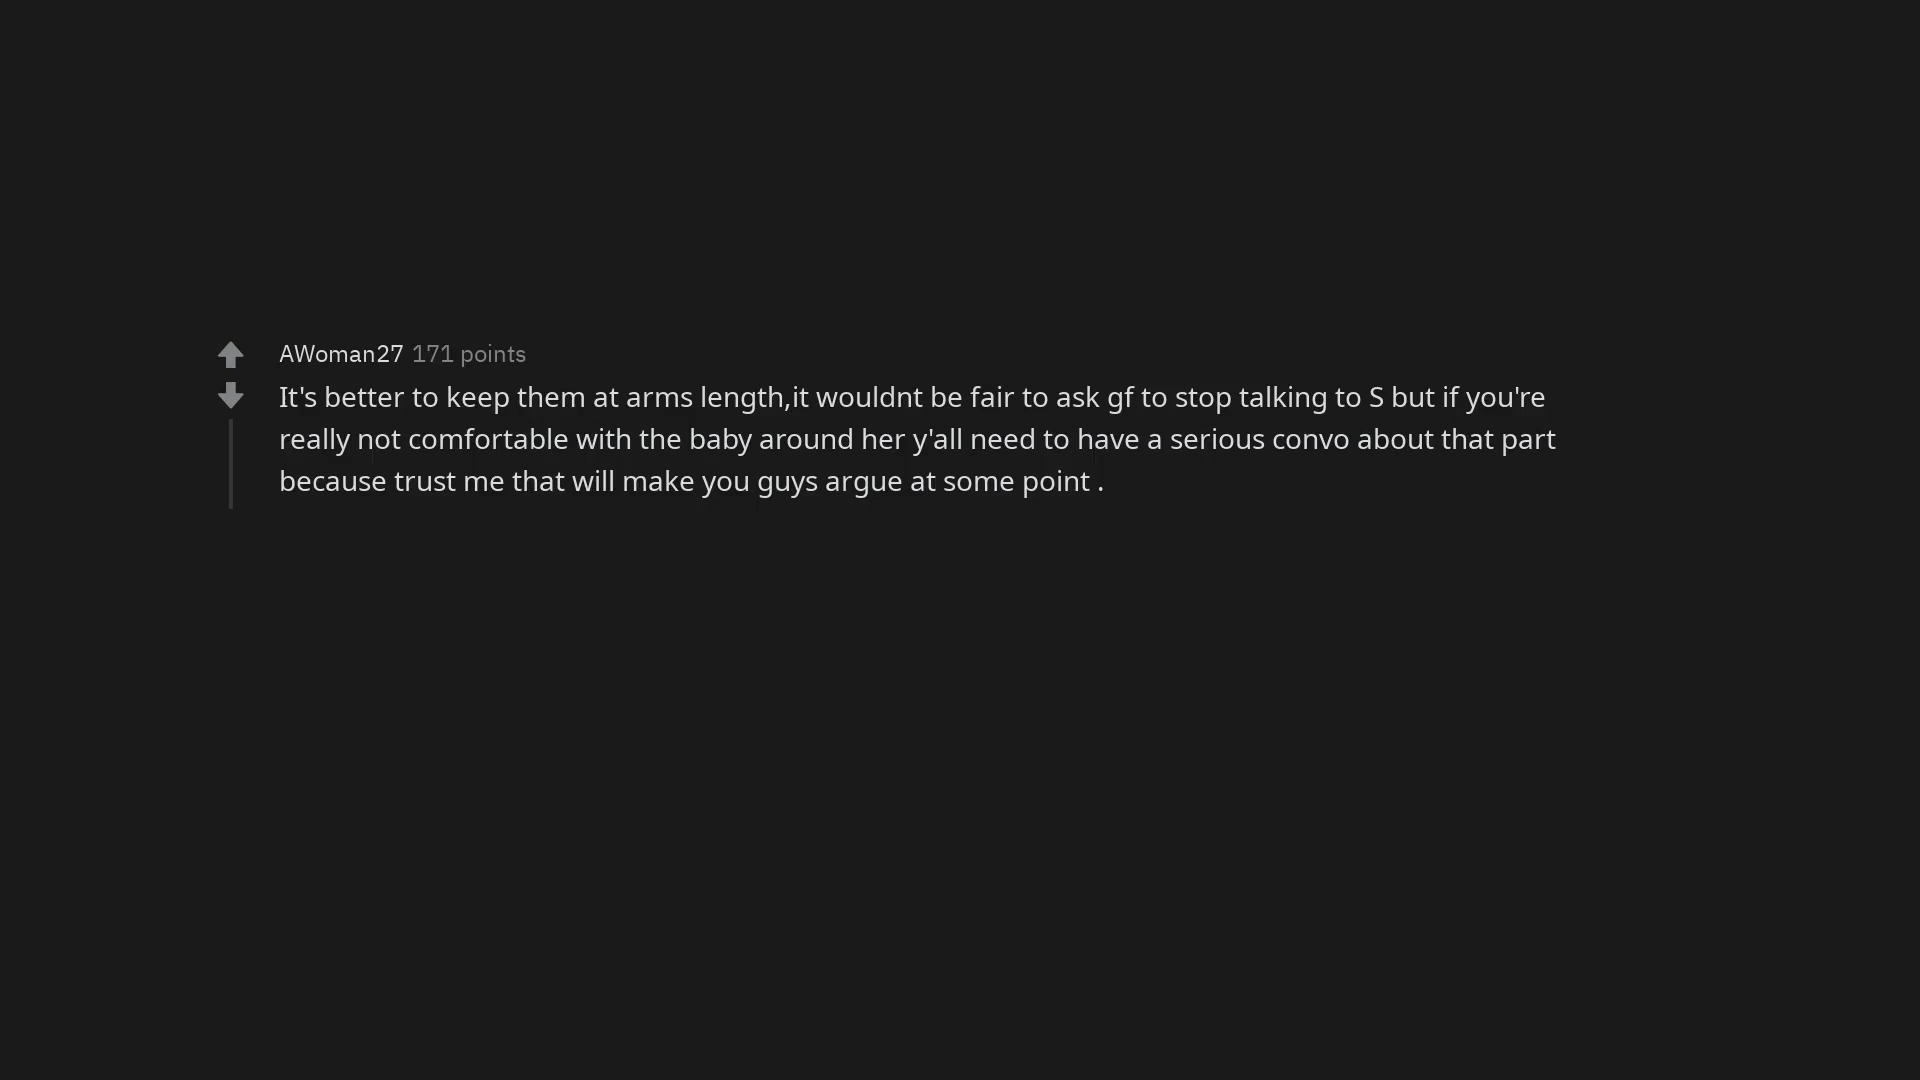 AWoman27 171 points
It's better to keep them at arms length,it wouldnt be fair to ask gf to stop talking to S but if you're
really not comfortable with the baby around her y'all need to have a serious convo about that part
because trust me that will make you guys argue at some point .